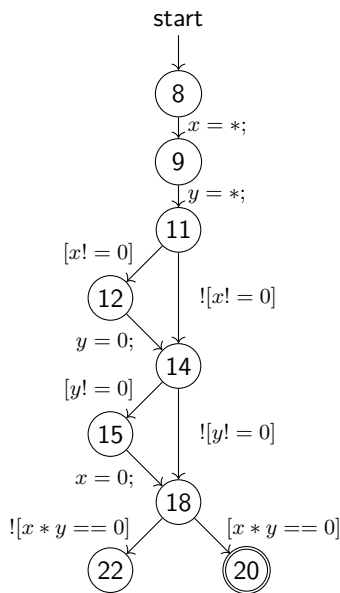 start
8
x = *;
9
y = *;
11
[x! = 0]
12
![x! = 0]
y = 0;
14
[y! = 0]
15
![y! = 0]
x = 0;
18
![x * y == 0]
[x * y == 0]
22
20